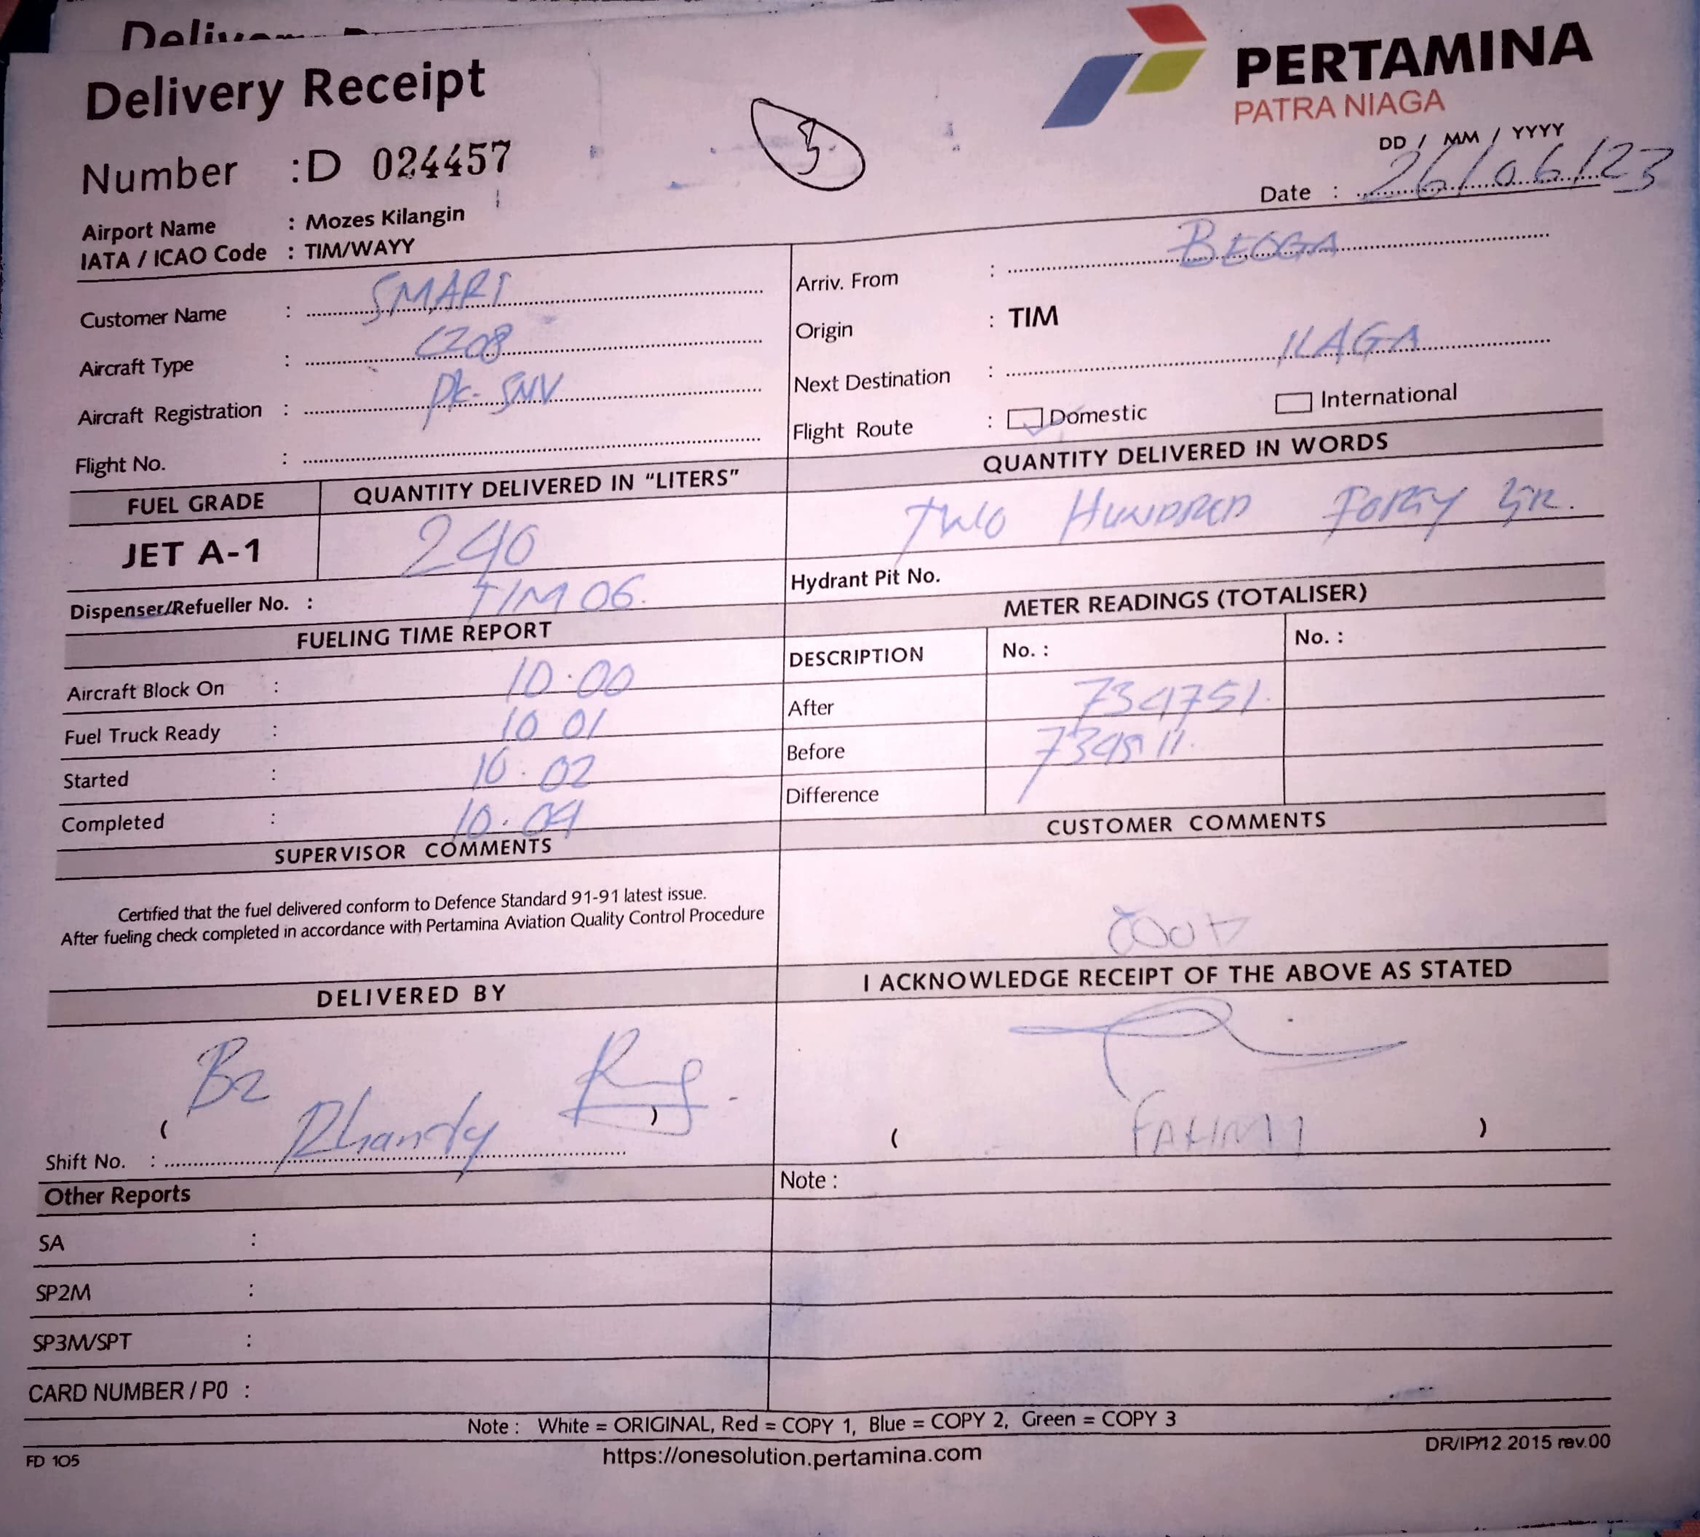 Delivery Receipt
PERTAMINA
PATRA NIAGA
5
Number : D 024457
DD / MM / YYYY
Date : 26/06/23
Airport Name : Mozes Kilangin
IATA / ICAO Code : TIM/WAYY
Customer Name : SMART
Arriv. From : BEOGA
Aircraft Type : C208
Origin : TIM
Aircraft Registration : PK-SNV
Next Destination : ILAGA
Flight No. :
Flight Route : Domestic International
FUEL GRADE QUANTITY DELIVERED IN "LITERS" QUANTITY DELIVERED IN WORDS
JET A-1 240 TWO HUNDRED FORTY
Dispenser/Refueller No. : TIM 06. Hydrant Pit No.
FUELING TIME REPORT METER READINGS (TOTALISER)
DESCRIPTION No. : No. :
Aircraft Block On : 10.00
After 734751.
Fuel Truck Ready : 10 01
Before 734511.
Started : 10.02
Difference
Completed : 10.09
SUPERVISOR COMMENTS CUSTOMER COMMENTS
Certified that the fuel delivered conform to Defence Standard 91-91 latest issue.
After fueling check completed in accordance with Pertamina Aviation Quality Control Procedure
DELIVERED BY I ACKNOWLEDGE RECEIPT OF THE ABOVE AS STATED
B2
( Rhandy )
( )
Shift No. :
Note :
Other Reports
SA :
SP2M :
SP3M/SPT :
CARD NUMBER / PO :
Note : White = ORIGINAL, Red = COPY 1, Blue = COPY 2, Green = COPY 3
FD 105 https://onesolution.pertamina.com DR/IP/12 2015 rev.00